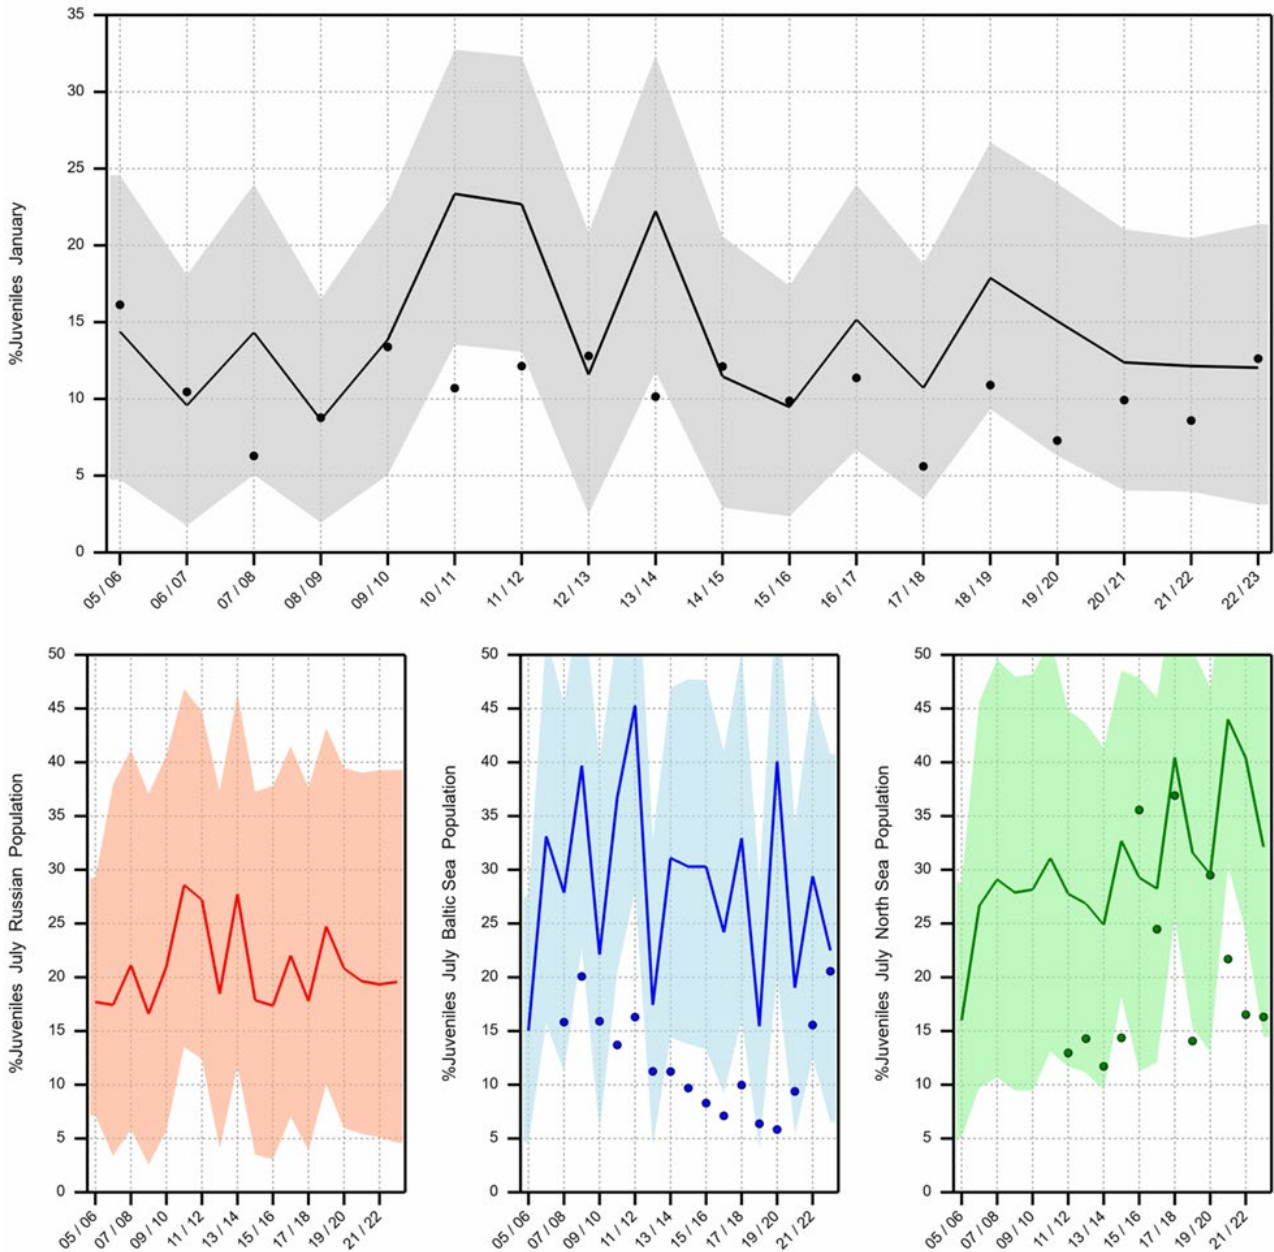 35
30
25
20
15
10
5
0
%Juveniles January
05 / 06
06 / 07
07 / 08
08 / 09
09 / 10
10 / 11
11 / 12
12 / 13
13 / 14
14 / 15
15 / 16
16 / 17
17 / 18
18 / 19
19 / 20
20 / 21
21 / 22
22 / 23
50
45
40
35
30
25
20
15
10
5
0
%Juveniles July Russian Population
05 / 06
07 / 08
09 / 10
11 / 12
13 / 14
15 / 16
17 / 18
19 / 20
21 / 22
50
45
40
35
30
25
20
15
10
5
0
%Juveniles July Baltic Sea Population
05 / 06
07 / 08
09 / 10
11 / 12
13 / 14
15 / 16
17 / 18
19 / 20
21 / 22
50
45
40
35
30
25
20
15
10
5
0
%Juveniles July North Sea Population
05 / 06
07 / 08
09 / 10
11 / 12
13 / 14
15 / 16
17 / 18
19 / 20
21 / 22